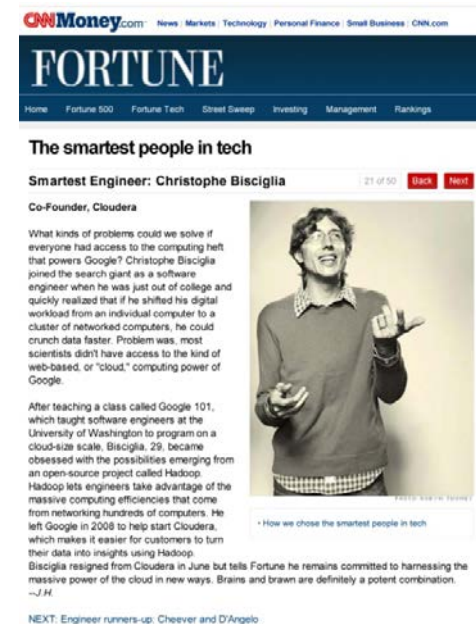 CNNMoney.com News | Markets | Technology | Personal Finance | Small Business | CNN.com
FORTUNE
Home Fortune 500 Fortune Tech Street Sweep Investing Management Rankings
The smartest people in tech
Smartest Engineer: Christophe Bisciglia 21 of 50 Back Next
Co-Founder, Cloudera
What kinds of problems could we solve if
everyone had access to the computing heft
that powers Google? Christophe Bisciglia
joined the search giant as a software
engineer when he was just out of college and
quickly realized that if he shifted his digital
workload from an individual computer to a
cluster of networked computers, he could
crunch data faster. Problem was, most
scientists didn't have access to the kind of
web-based, or "cloud," computing power of
Google.
After teaching a class called Google 101,
which taught software engineers at the
University of Washington to program on a
cloud-size scale, Bisciglia, 29, became
obsessed with the possibilities emerging from
an open-source project called Hadoop.
Hadoop lets engineers take advantage of the
massive computing efficiencies that come
from networking hundreds of computers. He
left Google in 2008 to help start Cloudera,
which makes it easier for customers to turn
their data into insights using Hadoop.
Bisciglia resigned from Cloudera in June but tells Fortune he remains committed to harnessing the
massive power of the cloud in new ways. Brains and brawn are definitely a potent combination.
--J.H.
PHOTO: ROBYN TWOMEY
• How we chose the smartest people in tech
NEXT: Engineer runners-up: Cheever and D'Angelo